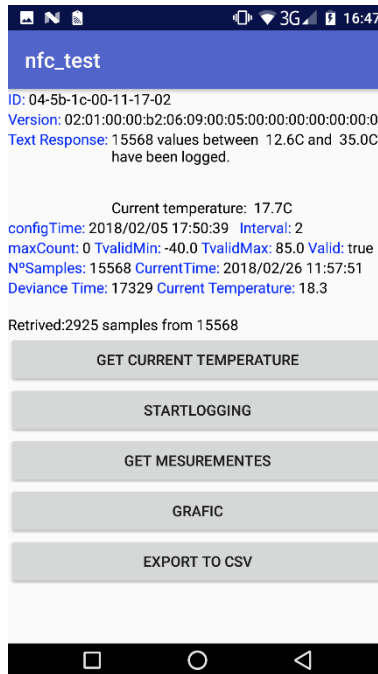 3G 16:47
nfc_test
ID: 04-5b-1c-00-11-17-02
Version: 02:01:00:00:b2:06:09:00:05:00:00:00:00:00:00:0
Text Response: 15568 values between 12.6C and 35.0C
have been logged.
Current temperature: 17.7C
configTime: 2018/02/05 17:50:39 Interval: 2
maxCount: 0 TvalidMin: -40.0 TvalidMax: 85.0 Valid: true
NºSamples: 15568 CurrentTime: 2018/02/26 11:57:51
Deviance Time: 17329 Current Temperature: 18.3
Retrived:2925 samples from 15568
GET CURRENT TEMPERATURE
STARTLOGGING
GET MESUREMENTES
GRAFIC
EXPORT TO CSV